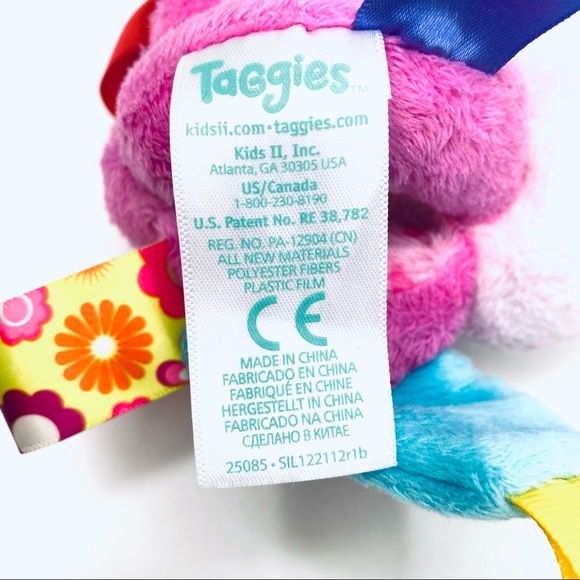 Taggies™
kidsii.com•taggies.com
Kids II, Inc.
Atlanta, GA 30305 USA
US/Canada
1-800-230-8190
U.S. Patent No. RE 38,782
REG. NO. PA-12904 (CN)
ALL NEW MATERIALS
POLYESTER FIBERS
PLASTIC FILM
CE
MADE IN CHINA
FABRICADO EN CHINA
FABRIQUÉ EN CHINE
HERGESTELLT IN CHINA
FABRICADO NA CHINA
СДЕЛАНО В КИТАЕ
25085 • SIL122112r1b